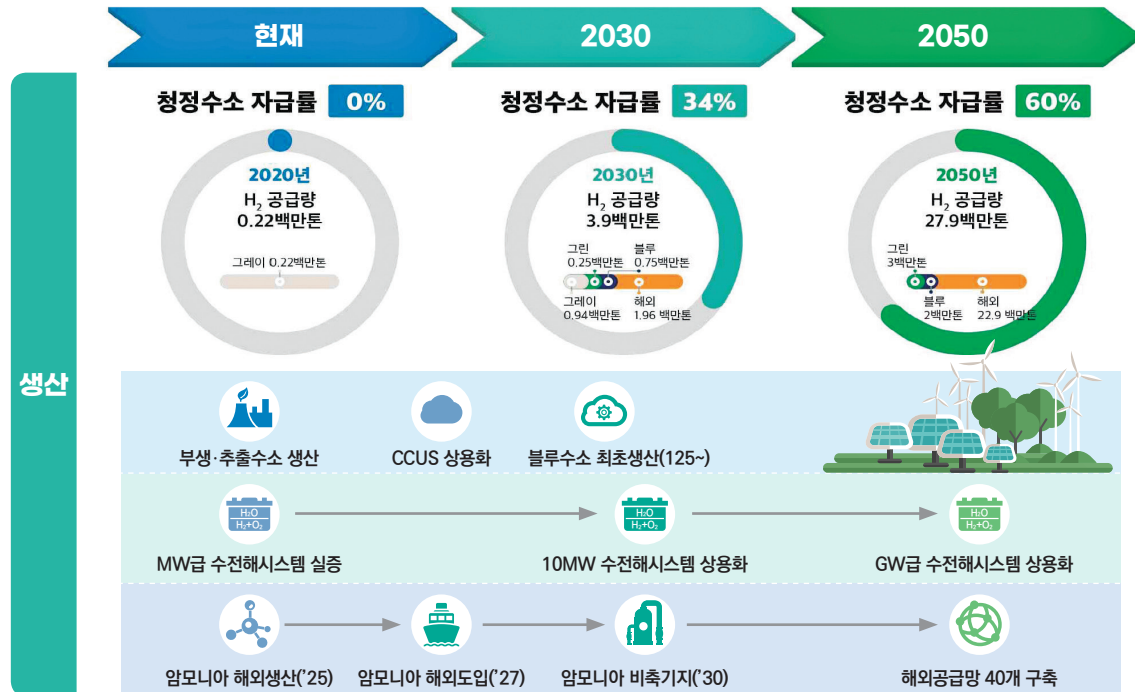 현재
2030
2050
생산
청정수소 자급률 0%
2020년
H₂ 공급량
0.22백만톤
그레이 0.22백만톤
청정수소 자급률 34%
2030년
H₂ 공급량
3.9백만톤
그린
0.25백만톤
블루
0.75백만톤
그레이
0.94백만톤
해외
1.96 백만톤
청정수소 자급률 60%
2050년
H₂ 공급량
27.9백만톤
그린
3백만톤
블루
2백만톤
해외
22.9 백만톤
부생·추출수소 생산
CCUS 상용화
블루수소 최초생산(125~)
H₂O
H₂+O₂
MW급 수전해시스템 실증
H₂O
H₂+O₂
10MW 수전해시스템 상용화
H₂O
H₂+O₂
GW급 수전해시스템 상용화
암모니아 해외생산('25)
암모니아 해외도입('27)
암모니아 비축기지('30)
해외공급망 40개 구축